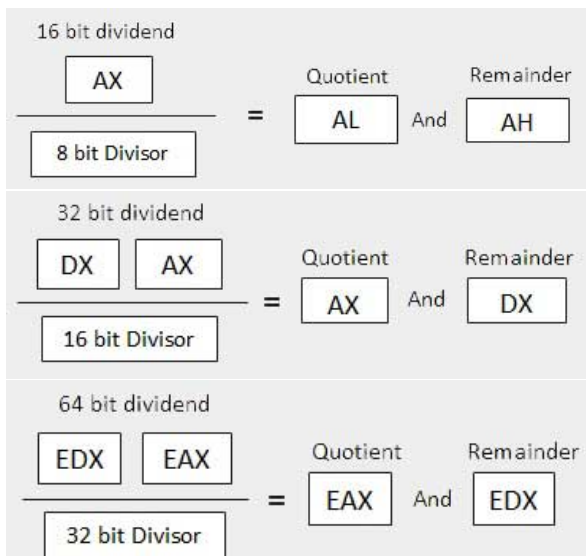 16 bit dividend
AX
8 bit Divisor
=
Quotient
AL
And
Remainder
AH
32 bit dividend
DX AX
16 bit Divisor
=
Quotient
AX
And
Remainder
DX
64 bit dividend
EDX EAX
32 bit Divisor
=
Quotient
EAX
And
Remainder
EDX